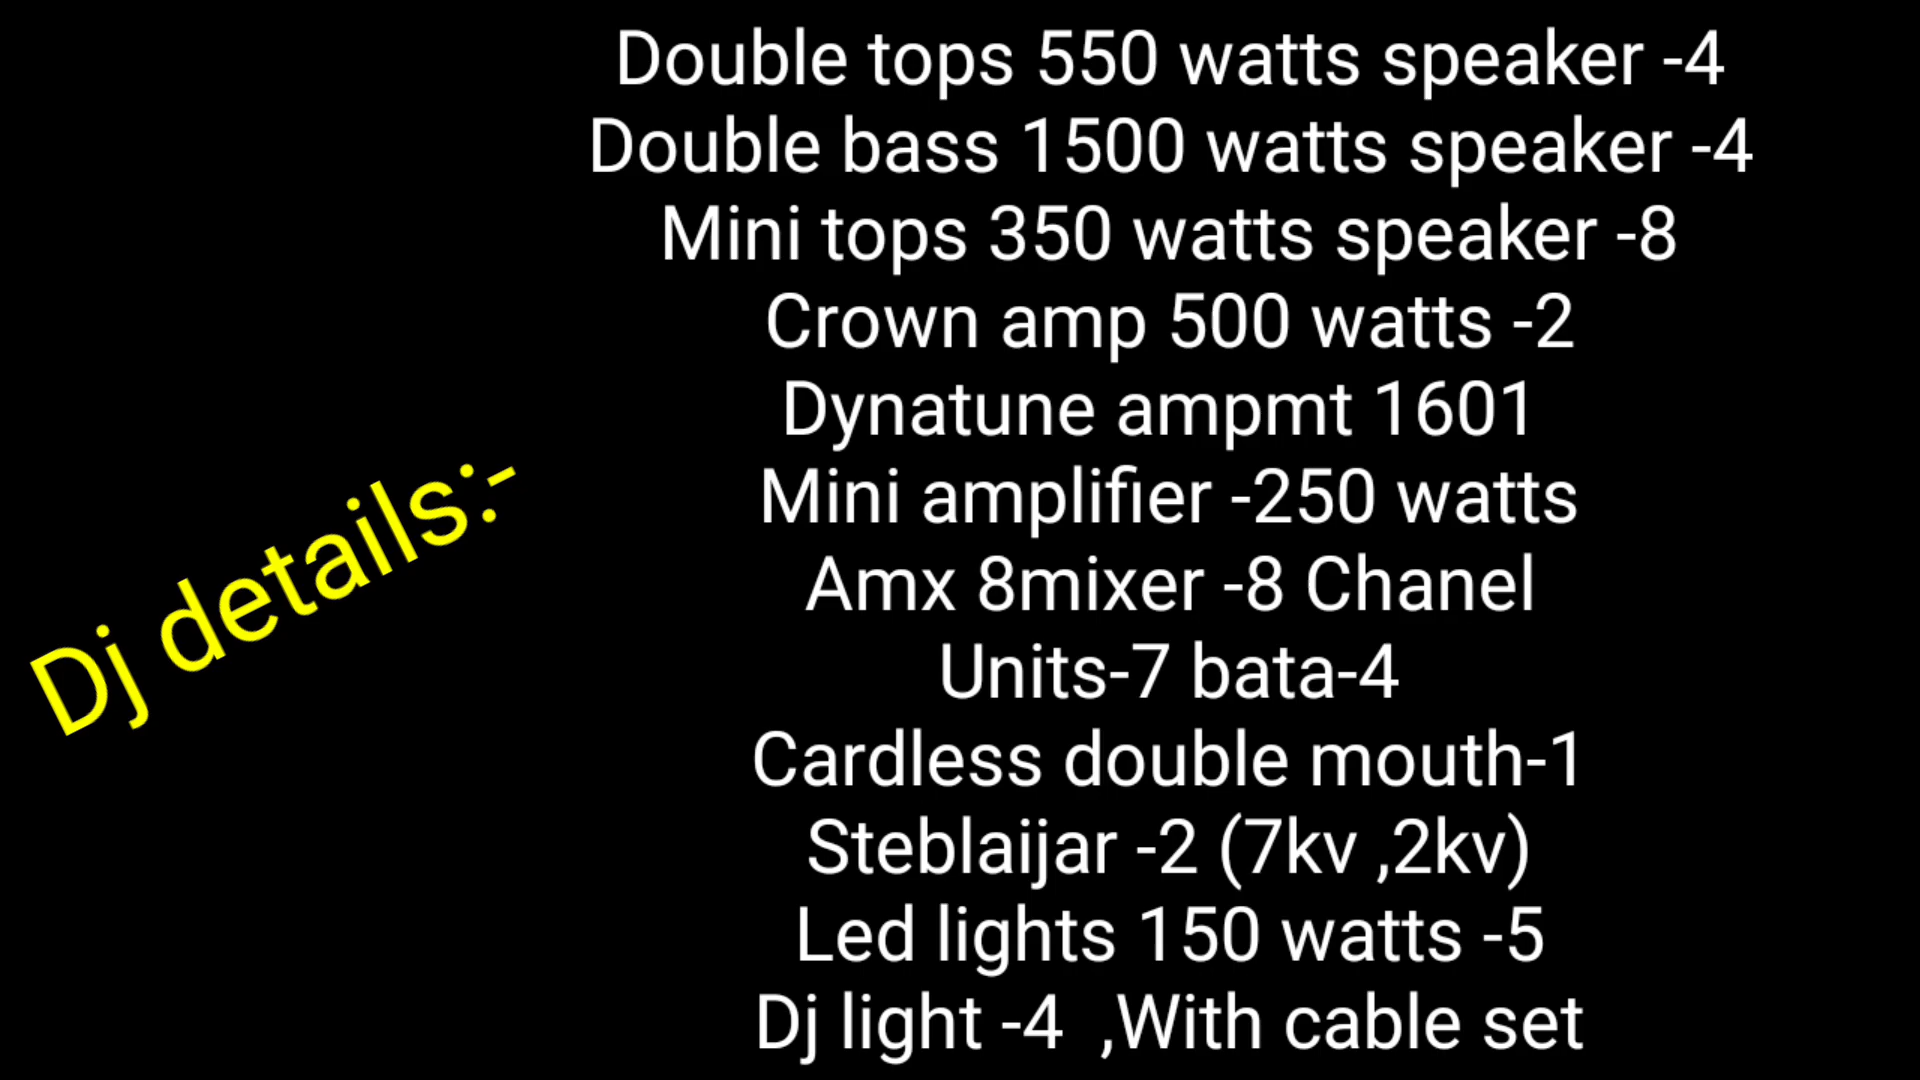 Double tops 550 watts speaker -4
Double bass 1500 watts speaker -4
Mini tops 350 watts speaker -8
Crown amp 500 watts -2
Dynatune ampmt 1601
Mini amplifier -250 watts
Amx 8mixer -8 Chanel
Units-7 bata-4
Cardless double mouth-1
Steblaijar -2 (7kv ,2kv)
Led lights 150 watts -5
Dj light -4  ,With cable set
Dj details:-